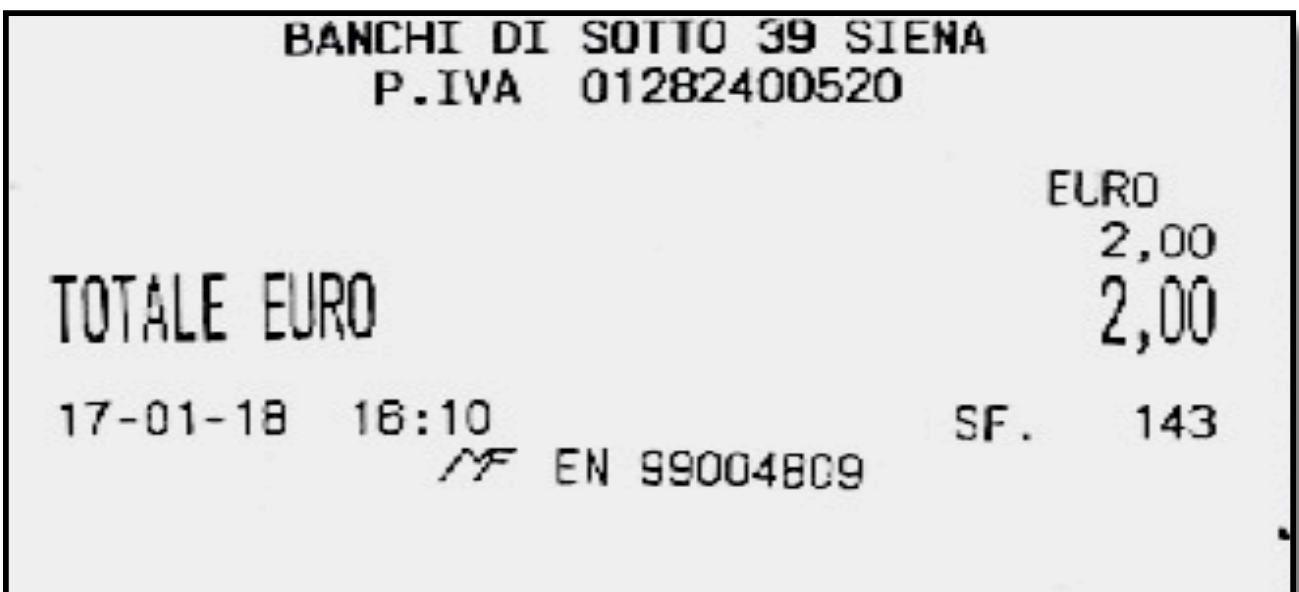 BANCHI DI SOTTO 39 SIENA
P.IVA 01282400520
EURO
2,00
TOTALE EURO 2,00
17-01-18 16:10 SF. 143
MF EN 99004809